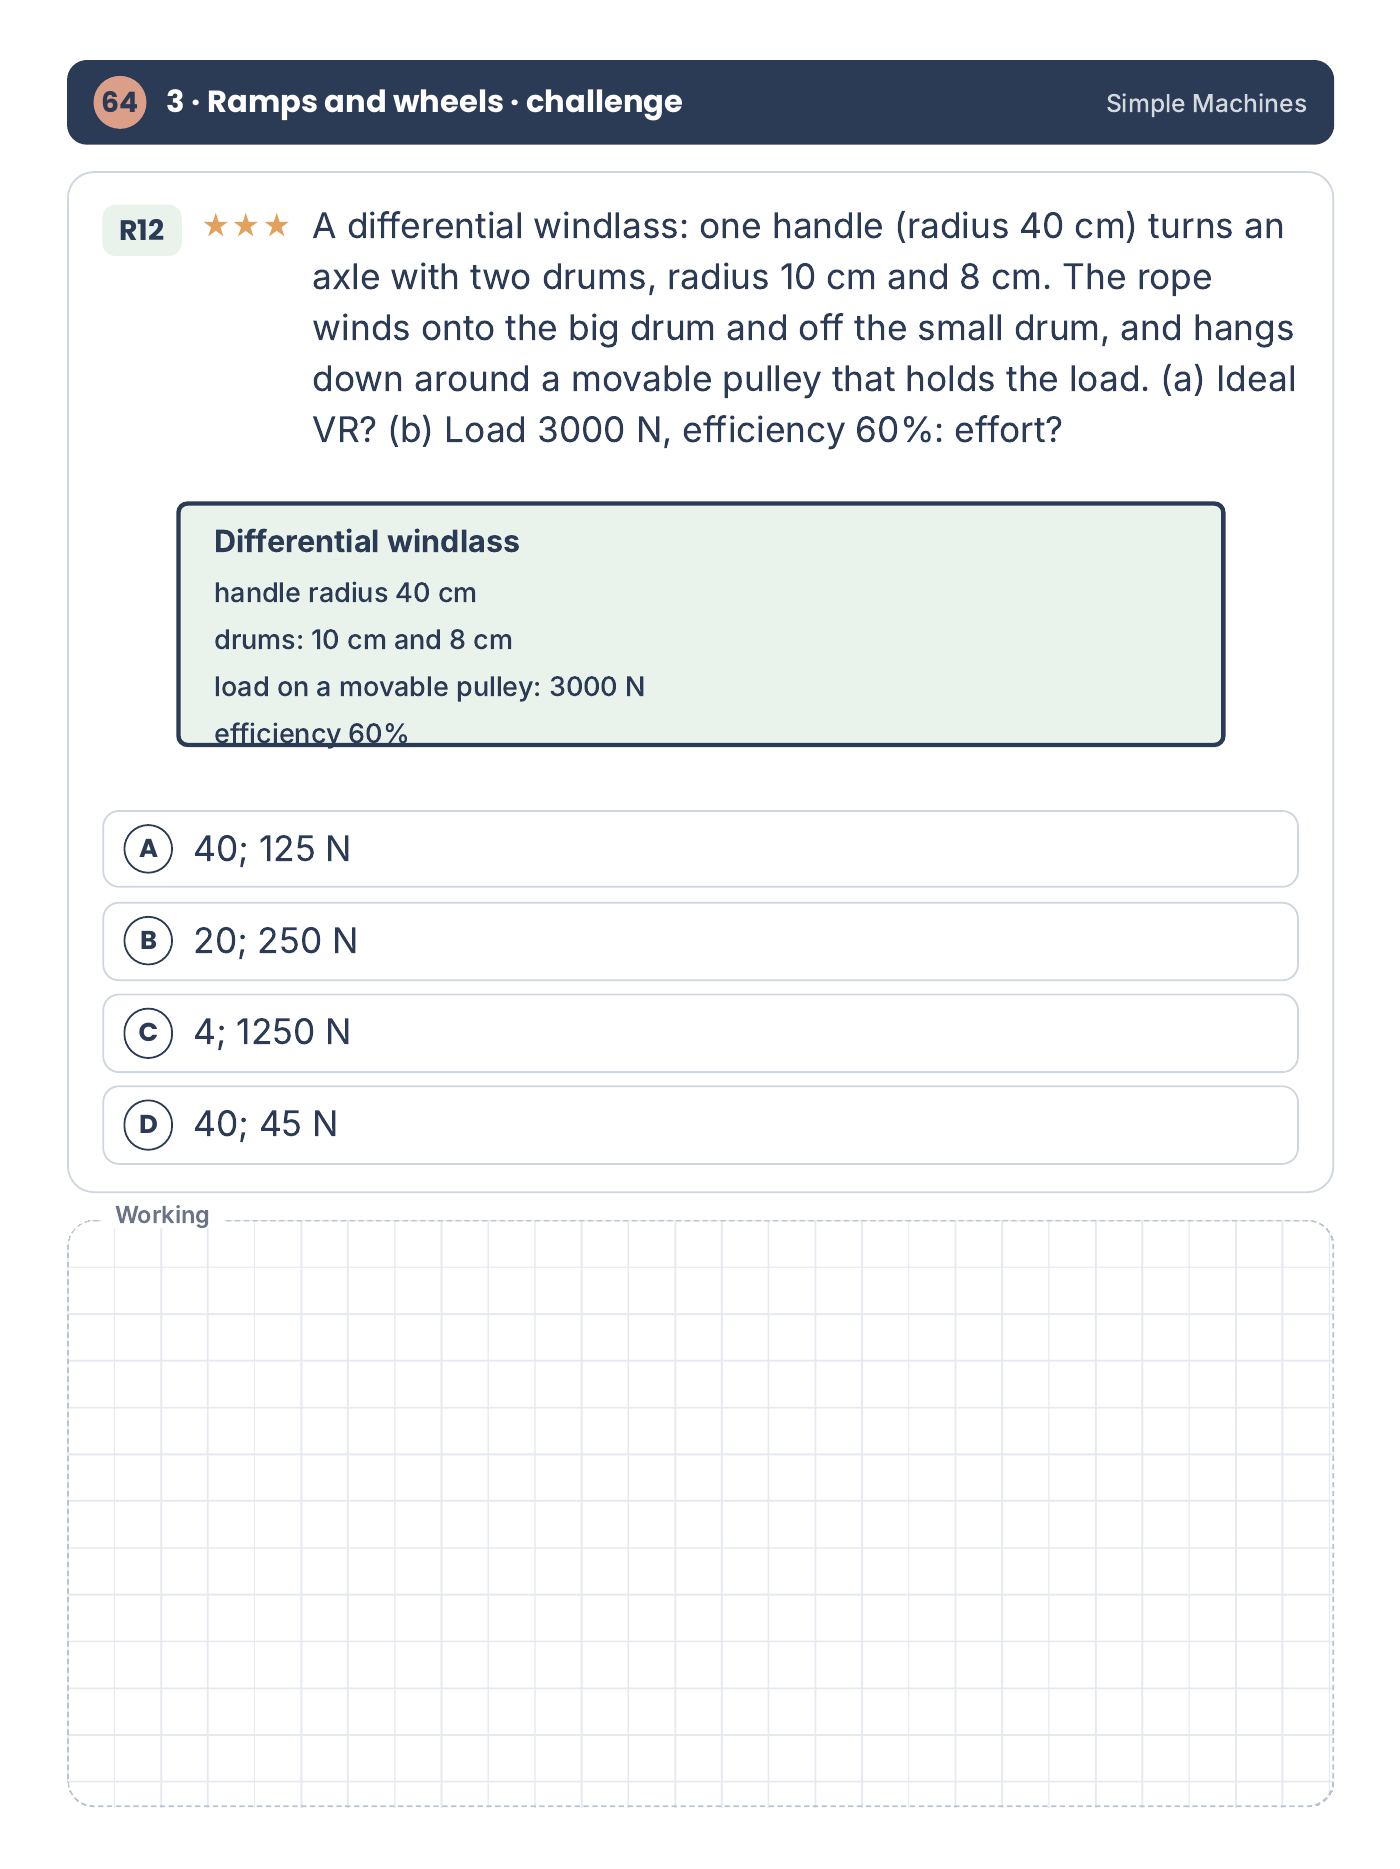 64 3 · Ramps and wheels · challenge Simple Machines
R12 ★★★ A differential windlass: one handle (radius 40 cm) turns an
axle with two drums, radius 10 cm and 8 cm. The rope
winds onto the big drum and off the small drum, and hangs
down around a movable pulley that holds the load. (a) Ideal
VR? (b) Load 3000 N, efficiency 60%: effort?
Differential windlass
handle radius 40 cm
drums: 10 cm and 8 cm
load on a movable pulley: 3000 N
efficiency 60%
A 40; 125 N
B 20; 250 N
C 4; 1250 N
D 40; 45 N
Working